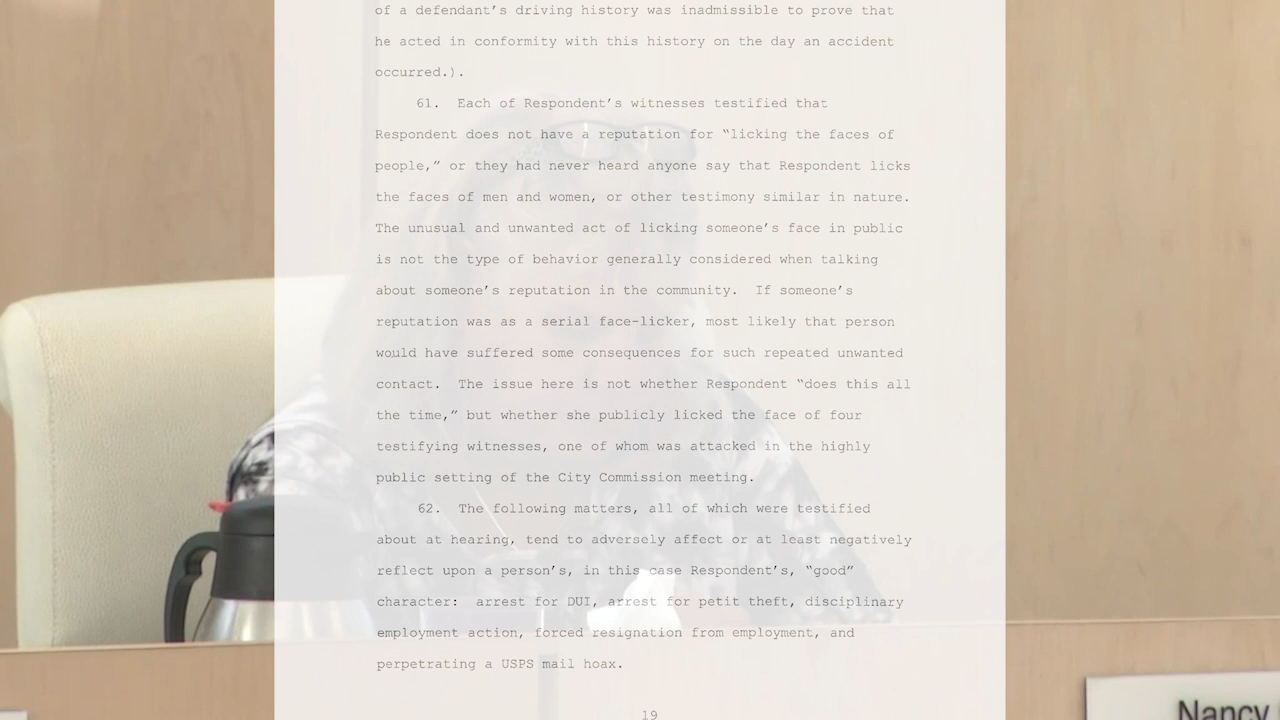 of a defendant’s driving history was inadmissible to prove that
he acted in conformity with this history on the day an accident
occurred.).
61. Each of Respondent’s witnesses testified that
Respondent does not have a reputation for “licking the faces of
people,” or they had never heard anyone say that Respondent licks
the faces of men and women, or other testimony similar in nature.
The unusual and unwanted act of licking someone’s face in public
is not the type of behavior generally considered when talking
about someone’s reputation in the community. If someone’s
reputation was as a serial face-licker, most likely that person
would have suffered some consequences for such repeated unwanted
contact. The issue here is not whether Respondent “does this all
the time,” but whether she publicly licked the face of four
testifying witnesses, one of whom was attacked in the highly
public setting of the City Commission meeting.
62. The following matters, all of which were testified
about at hearing, tend to adversely affect or at least negatively
reflect upon a person’s, in this case Respondent’s, “good”
character: arrest for DUI, arrest for petit theft, disciplinary
employment action, forced resignation from employment, and
perpetrating a USPS mail hoax.
19
Nancy